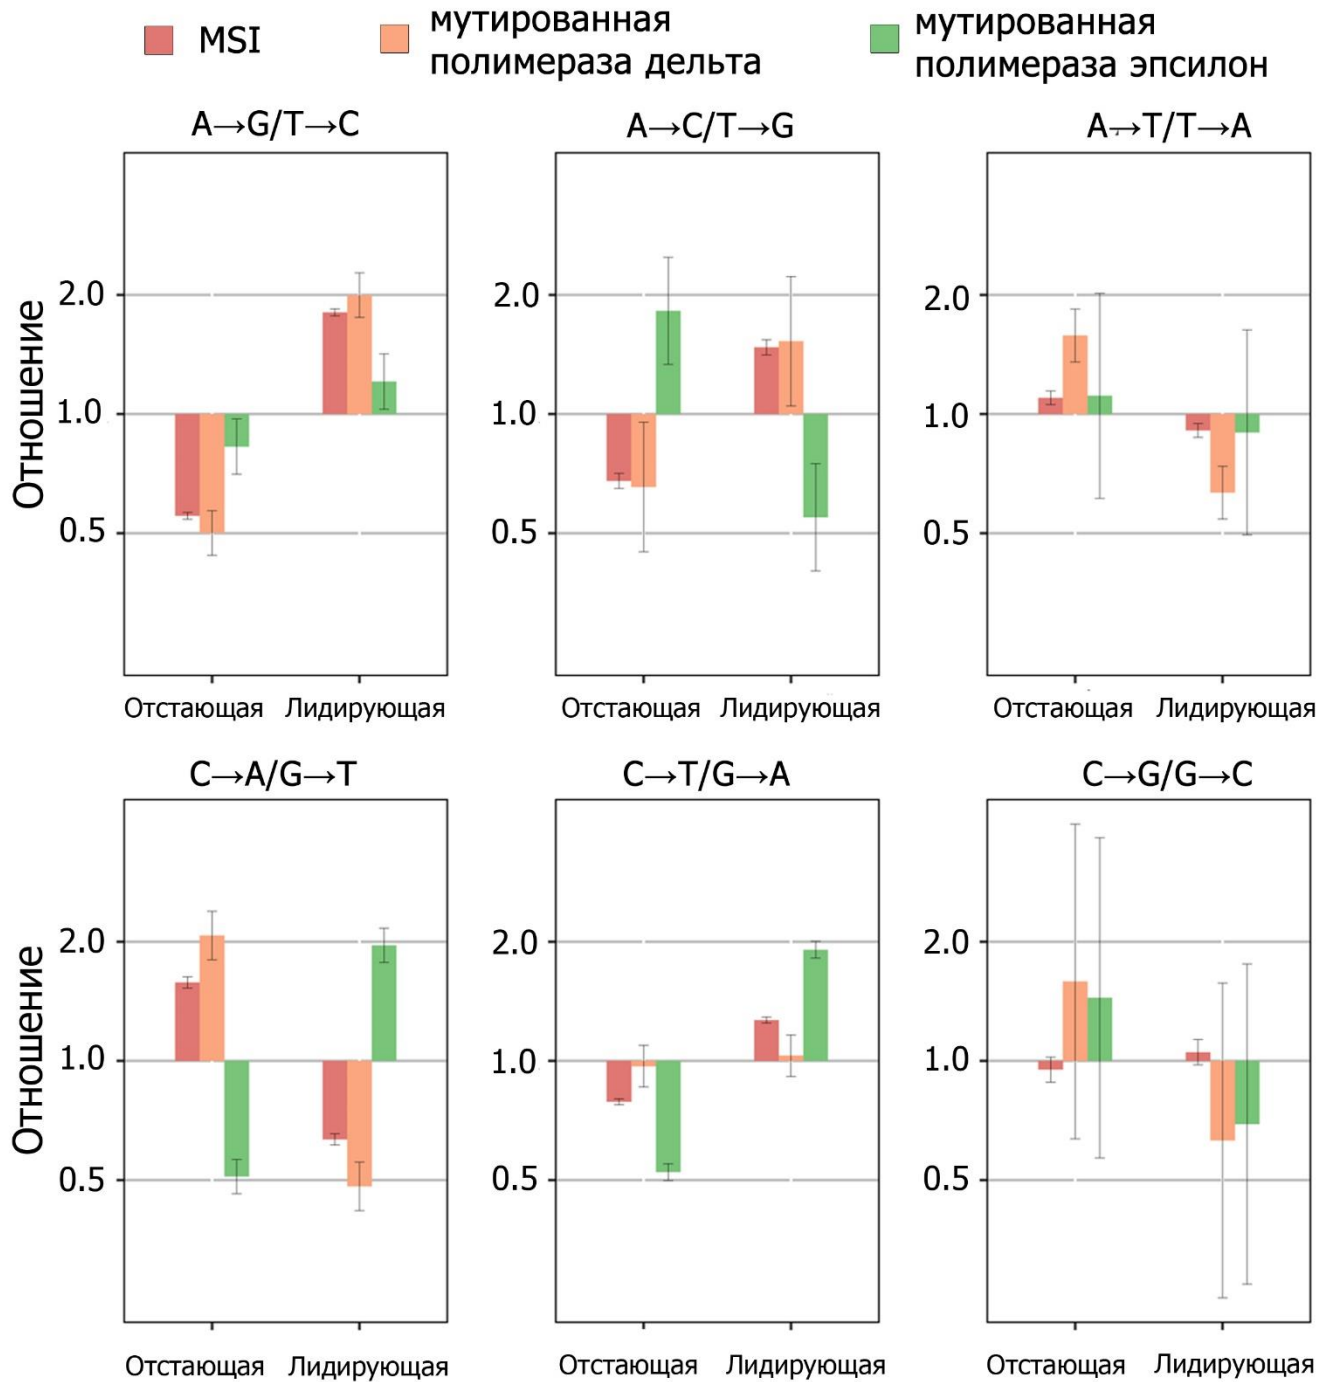 MSI
мутированная
полимераза дельта
мутированная
полимераза эпсилон
A→G/T→C
A→C/T→G
A→T/T→A
Отношение
2.0
1.0
0.5
2.0
1.0
0.5
2.0
1.0
0.5
Отстающая Лидирующая
Отстающая Лидирующая
Отстающая Лидирующая
C→A/G→T
C→T/G→A
C→G/G→C
Отношение
2.0
1.0
0.5
2.0
1.0
0.5
2.0
1.0
0.5
Отстающая Лидирующая
Отстающая Лидирующая
Отстающая Лидирующая